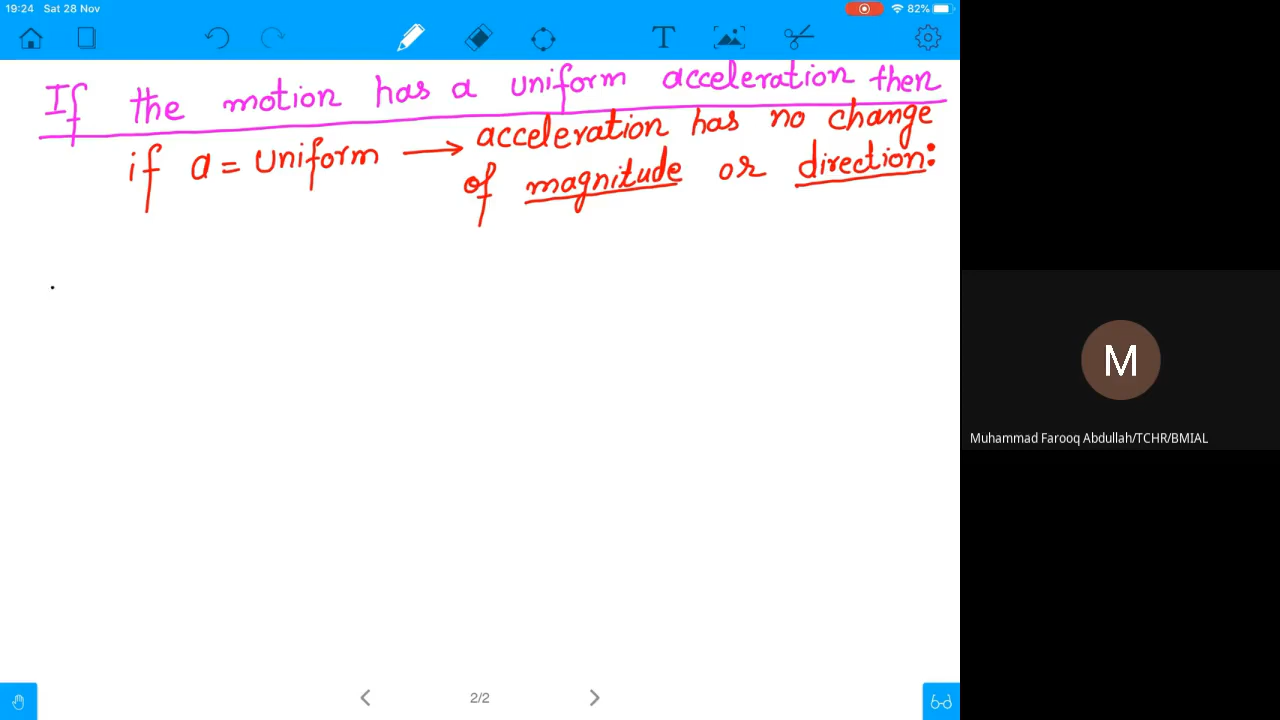 19:24 Sat 28 Nov
82%
T
If the motion has a uniform acceleration then
if a = uniform → acceleration has no change
of magnitude or direction:
M
Muhammad Farooq Abdullah/TCHR/BMIAL
2/2